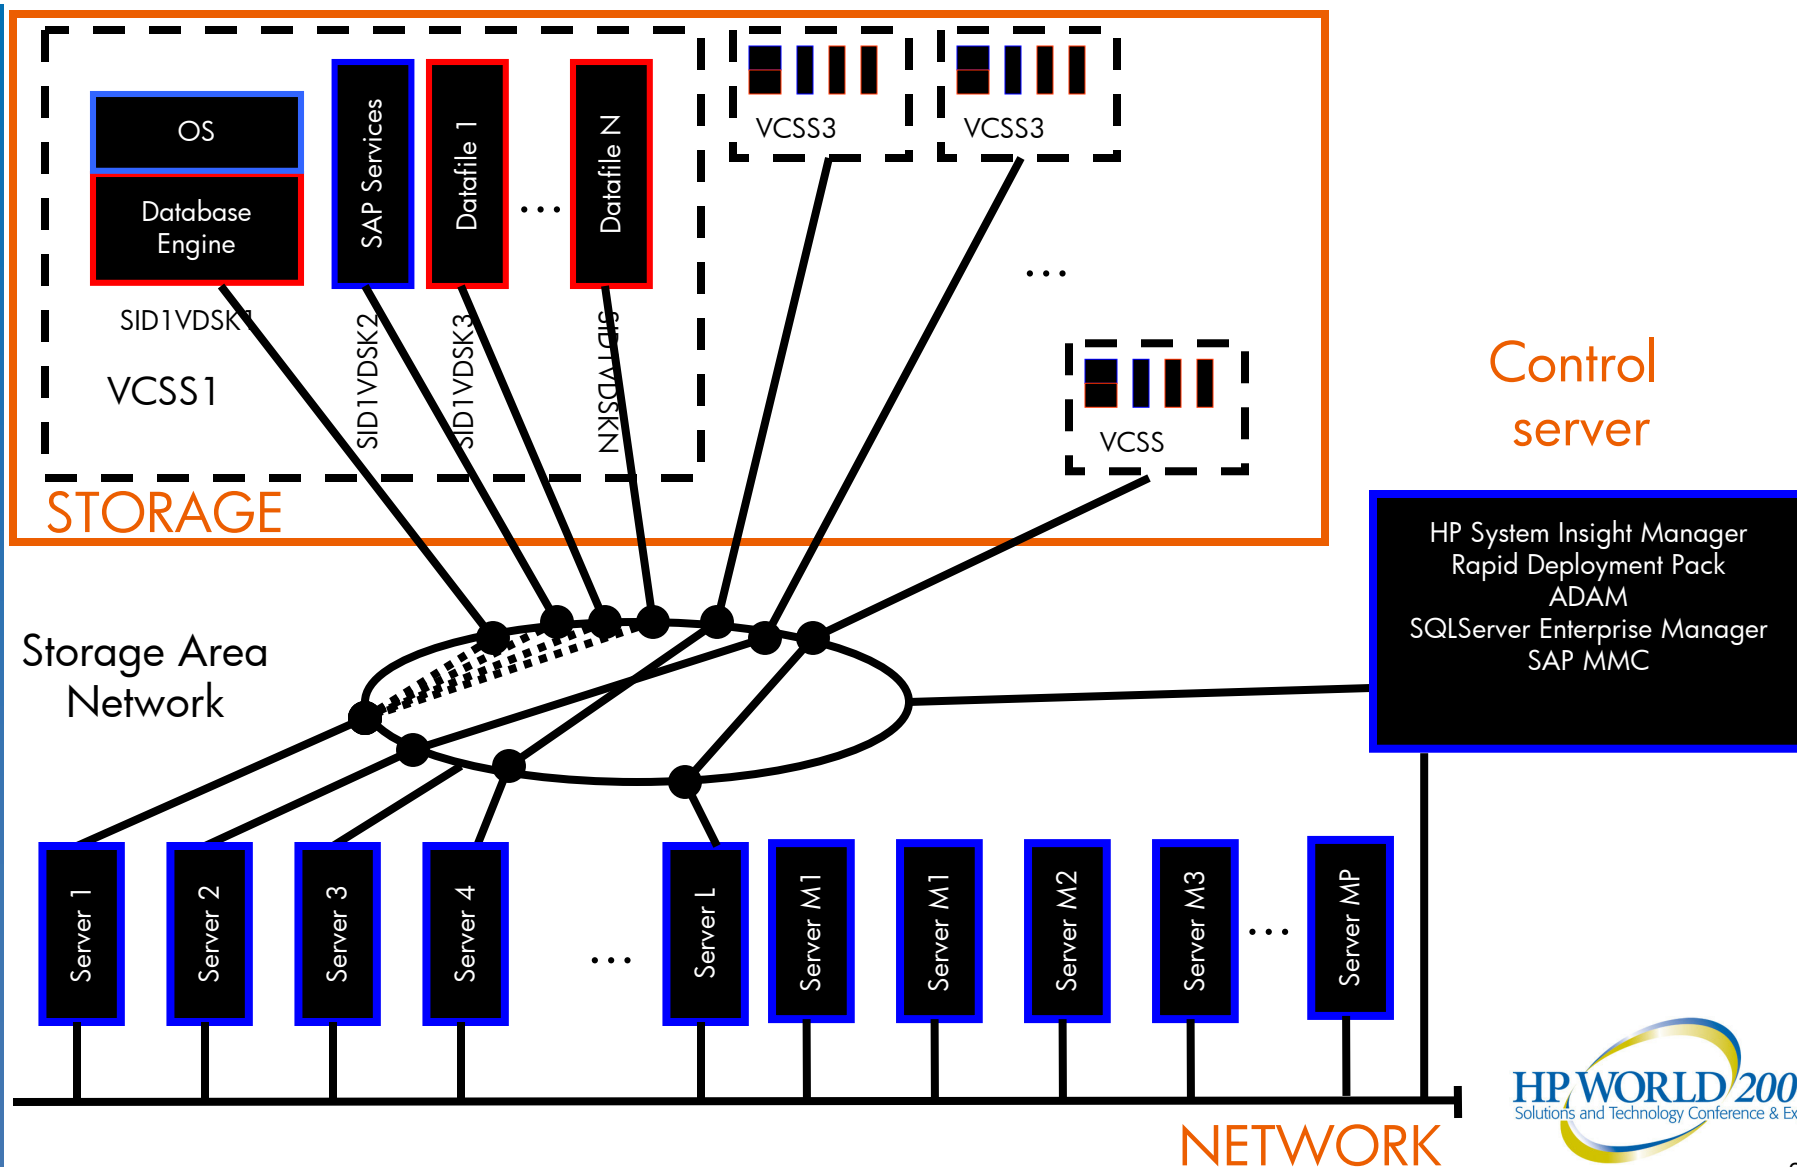 OS
Database
Engine
SAP Services
Datafile 1
...
Datafile N
SID1VDSK1
SID1VDSK2
SID1VDSK3
SID1VDSKN
VCSS1
VCSS3
VCSS3
...
VCSS
STORAGE
Control
server
HP System Insight Manager
Rapid Deployment Pack
ADAM
SQLServer Enterprise Manager
SAP MMC
Storage Area
Network
Server 1
Server 2
Server 3
Server 4
...
Server L
Server M1
Server M1
Server M2
Server M3
...
Server MP
NETWORK
HP WORLD 200
Solutions and Technology Conference & Ex